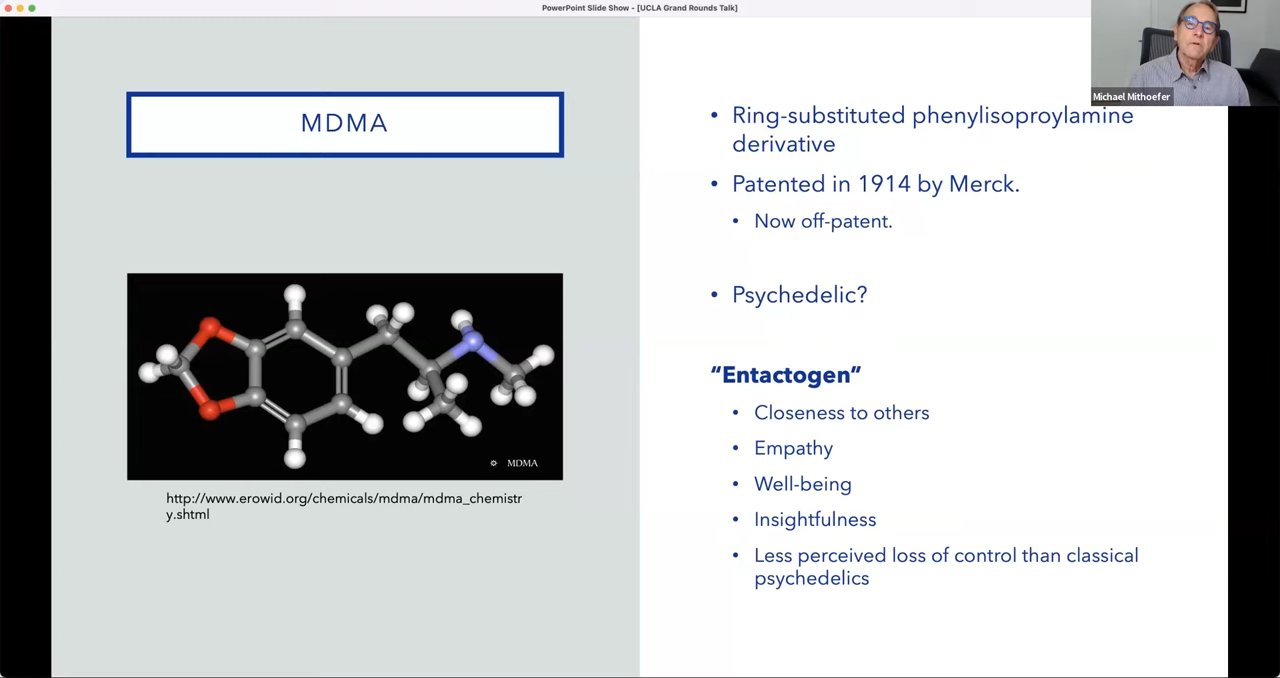 PowerPoint Slide Show - [UCLA Grand Rounds Talk]
Michael Mithoefer
MDMA
MDMA
http://www.erowid.org/chemicals/mdma/mdma_chemistr
y.shtml
• Ring-substituted phenylisoproylamine
derivative
• Patented in 1914 by Merck.
• Now off-patent.
• Psychedelic?
“Entactogen”
• Closeness to others
• Empathy
• Well-being
• Insightfulness
• Less perceived loss of control than classical
psychedelics